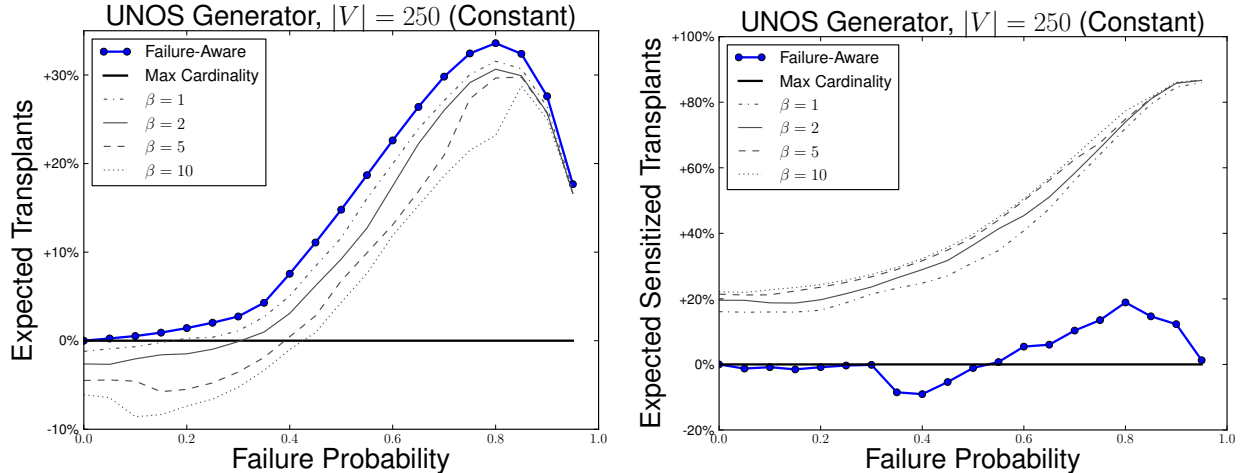 UNOS Generator, |V| = 250 (Constant)
Expected Transplants
+30%
+20%
+10%
0%
-10%
Failure-Aware
Max Cardinality
β = 1
β = 2
β = 5
β = 10
0.0 0.2 0.4 0.6 0.8 1.0
Failure Probability
UNOS Generator, |V| = 250 (Constant)
Expected Sensitized Transplants
+100%
+80%
+60%
+40%
+20%
0%
-20%
Failure-Aware
Max Cardinality
β = 1
β = 2
β = 5
β = 10
0.0 0.2 0.4 0.6 0.8 1.0
Failure Probability